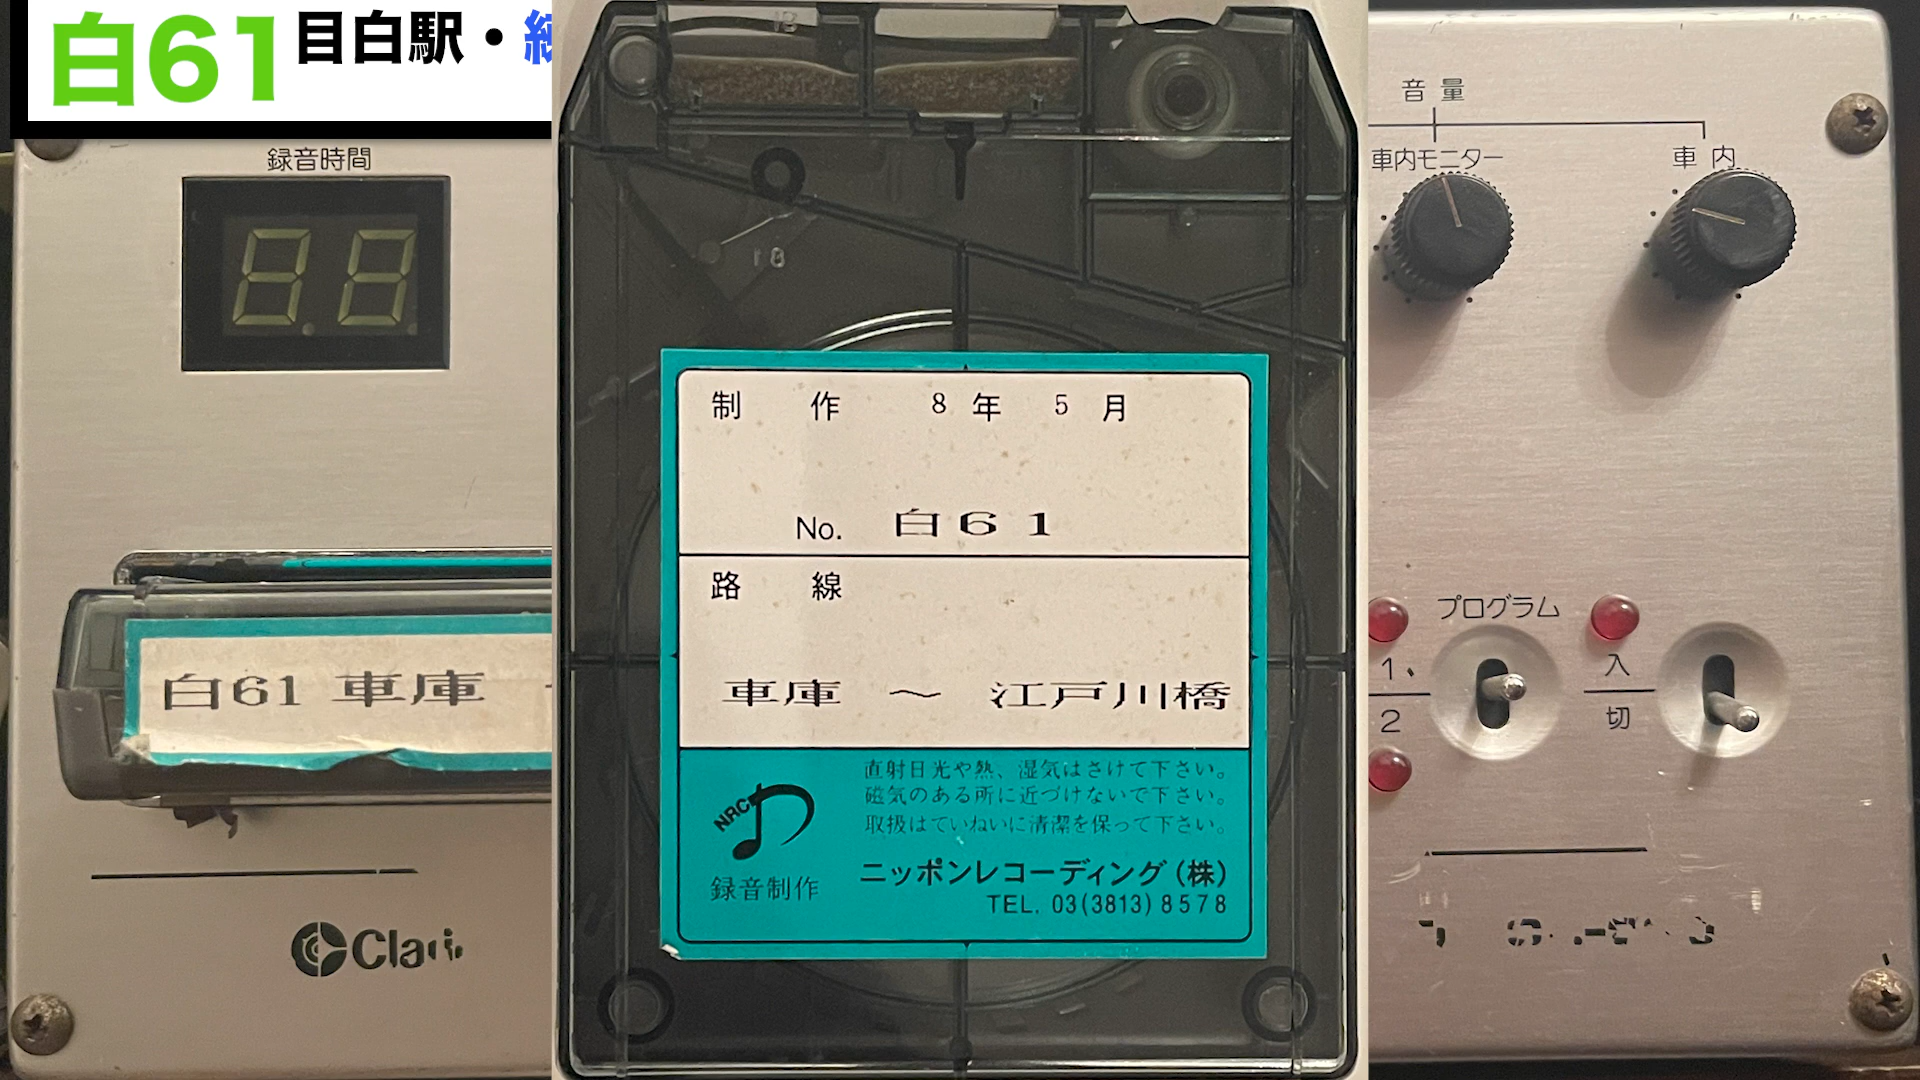 白61 目白駅・
録音時間
88
白61 車庫
Clari
18
制作 8年 5月
No. 白61
路線
車庫 ～ 江戸川橋
直射日光や熱、湿気はさけて下さい。
磁気のある所に近づけないで下さい。
取扱はていねいに清潔を保って下さい。
NRC
録音制作
ニッポンレコーディング(株)
TEL. 03(3813)8578
音量
車内モニター 車内
プログラム
1 入
2 切